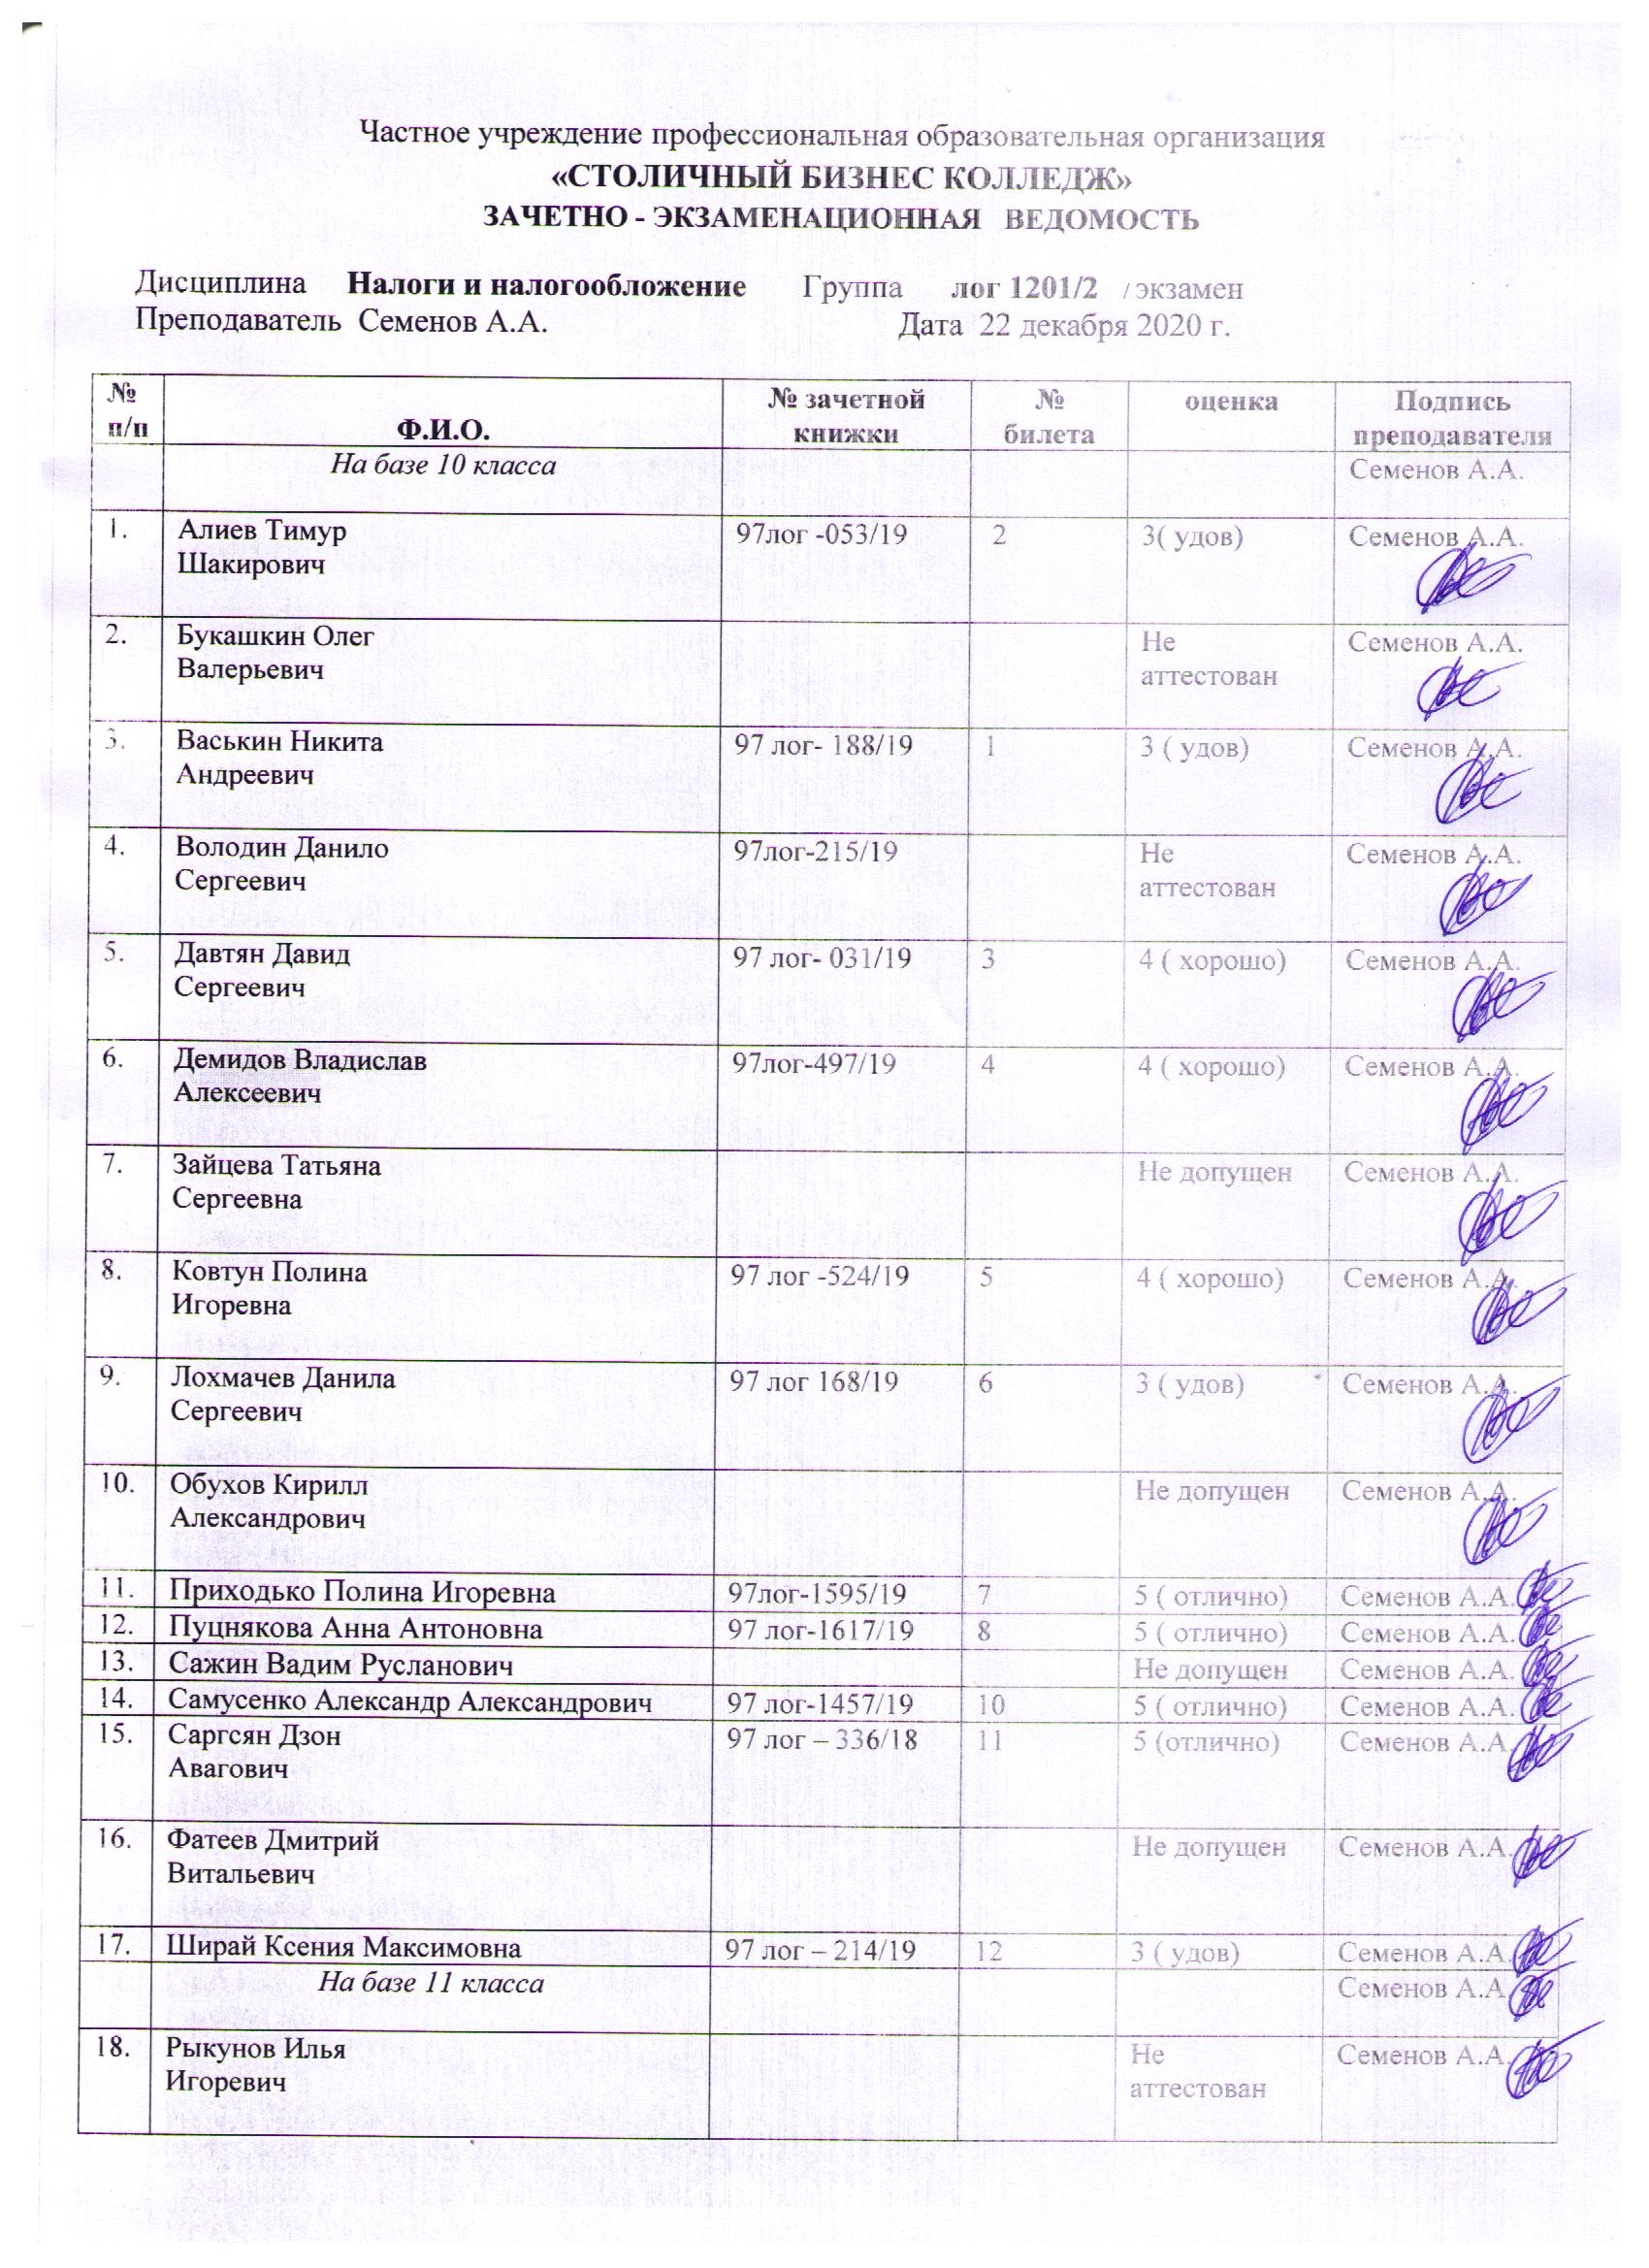 Частное учреждение профессиональная образовательная организация
«СТОЛИЧНЫЙ БИЗНЕС КОЛЛЕДЖ»
ЗАЧЕТНО - ЭКЗАМЕНАЦИОННАЯ ВЕДОМОСТЬ
Дисциплина Налоги и налогообложение Группа лог 1201/2 / экзамен
Преподаватель Семенов А.А. Дата 22 декабря 2020 г.
№ п/п Ф.И.О. № зачетной книжки № билета оценка Подпись преподавателя
На базе 10 класса Семенов А.А.
1. Алиев Тимур 97лог -053/19 2 3( удов) Семенов А.А.
Шакирович
2. Букашкин Олег Не Семенов А.А.
Валерьевич аттестован
3. Васькин Никита 97 лог- 188/19 1 3 ( удов) Семенов А.А.
Андреевич
4. Володин Данило 97лог-215/19 Не Семенов А.А.
Сергеевич аттестован
5. Давтян Давид 97 лог- 031/19 3 4 ( хорошо) Семенов А.А.
Сергеевич
6. Демидов Владислав 97лог-497/19 4 4 ( хорошо) Семенов А.А.
Алексеевич
7. Зайцева Татьяна Не допущен Семенов А.А.
Сергеевна
8. Ковтун Полина 97 лог -524/19 5 4 ( хорошо) Семенов А.А.
Игоревна
9. Лохмачев Данила 97 лог 168/19 6 3 ( удов) Семенов А.А.
Сергеевич
10. Обухов Кирилл Не допущен Семенов А.А.
Александрович
11. Приходько Полина Игоревна 97лог-1595/19 7 5 ( отлично) Семенов А.А.
12. Пуцнякова Анна Антоновна 97 лог-1617/19 8 5 ( отлично) Семенов А.А.
13. Сажин Вадим Русланович Не допущен Семенов А.А.
14. Самусенко Александр Александрович 97 лог-1457/19 10 5 ( отлично) Семенов А.А.
15. Саргсян Дзон 97 лог – 336/18 11 5 (отлично) Семенов А.А.
Авагович
16. Фатеев Дмитрий Не допущен Семенов А.А.
Витальевич
17. Ширай Ксения Максимовна 97 лог – 214/19 12 3 ( удов) Семенов А.А.
На базе 11 класса Семенов А.А.
18. Рыкунов Илья Не Семенов А.А.
Игоревич аттестован